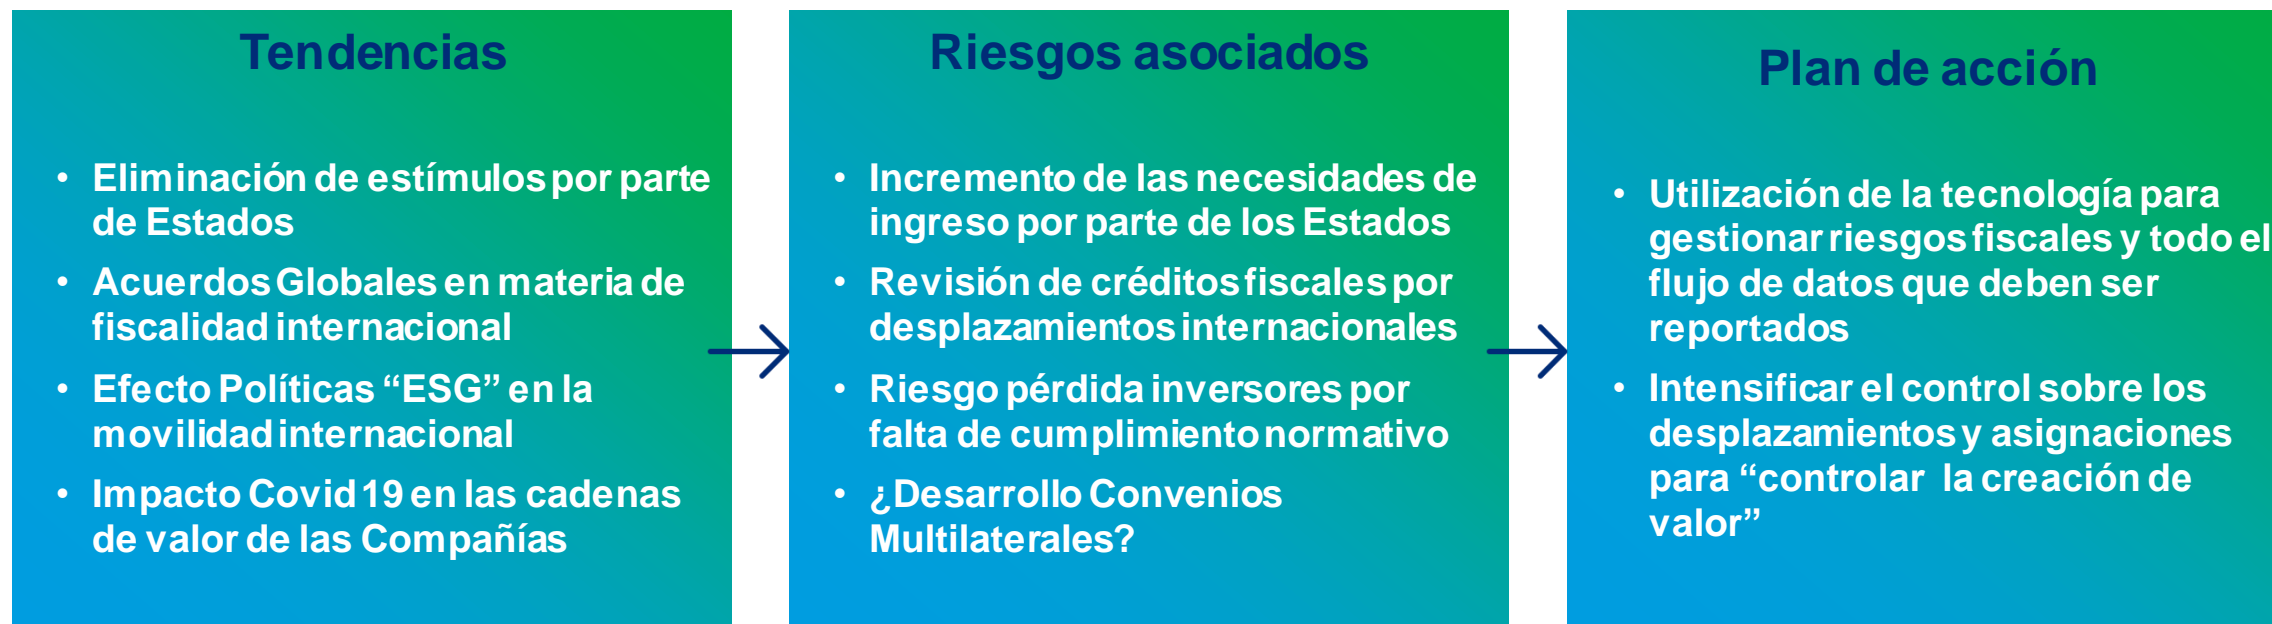 Tendencias
• Eliminación de estímulos por parte
de Estados
• Acuerdos Globales en materia de
fiscalidad internacional
• Efecto Políticas “ESG” en la
movilidad internacional
• Impacto Covid 19 en las cadenas
de valor de las Compañías
Riesgos asociados
• Incremento de las necesidades de
ingreso por parte de los Estados
• Revisión de créditos fiscales por
desplazamientos internacionales
• Riesgo pérdida inversores por
falta de cumplimiento normativo
• ¿Desarrollo Convenios
Multilaterales?
Plan de acción
• Utilización de la tecnología para
gestionar riesgos fiscales y todo el
flujo de datos que deben ser
reportados
• Intensificar el control sobre los
desplazamientos y asignaciones
para “controlar la creación de
valor”